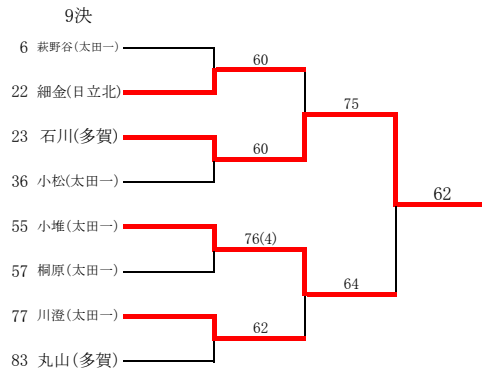 9決
6 萩野谷(太田一)
60
22 細金(日立北)
75
23 石川(多賀)
60
36 小松(太田一)
62
55 小堆(太田一)
76(4)
57 桐原(太田一)
64
77 川澄(太田一)
62
83 丸山(多賀)